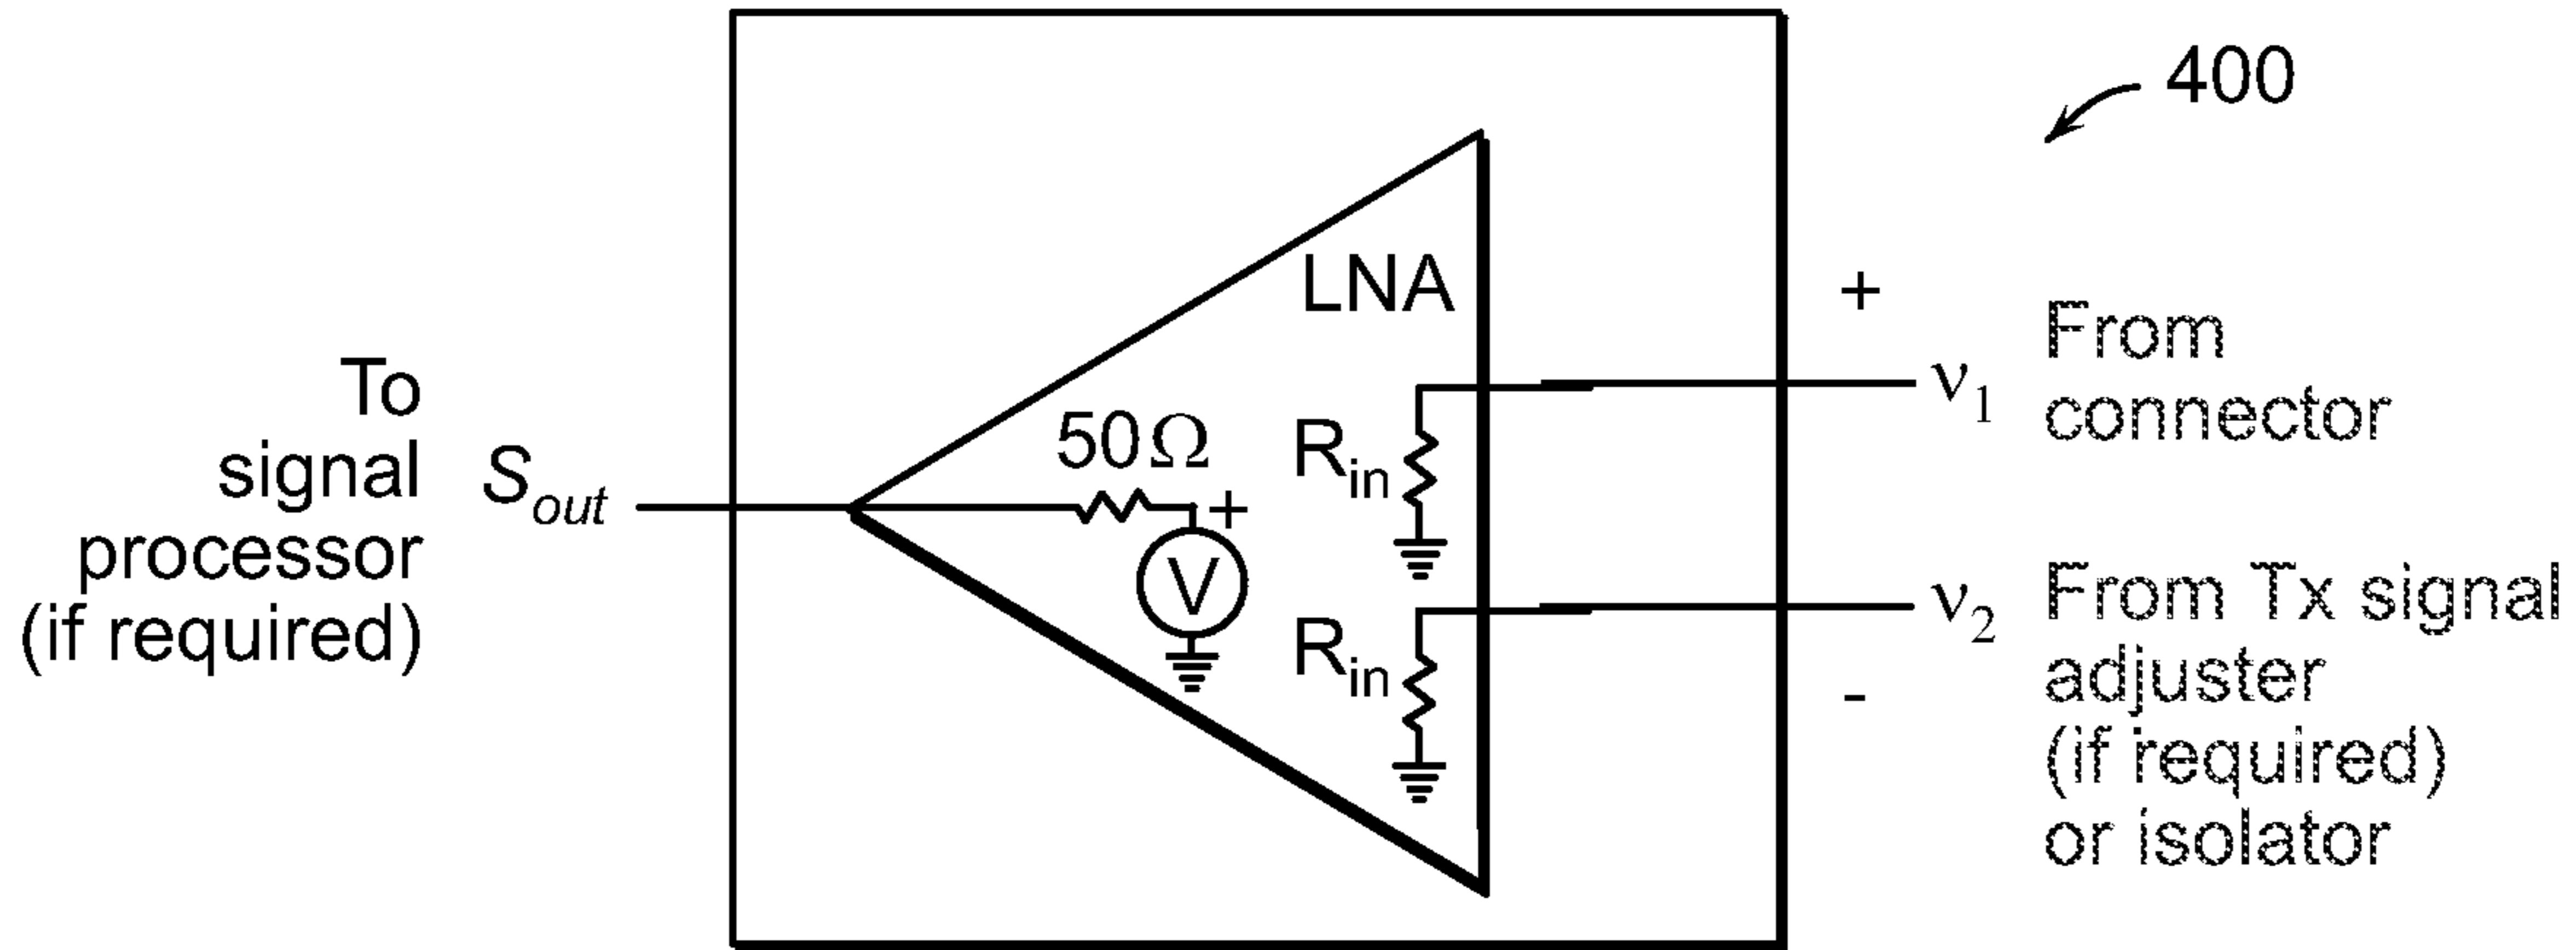 400
LNA
+
From
connector
ν1
To
signal
processor
(if required)
Sout
50Ω
+
V
Rin
Rin
ν2
-
From Tx signal
adjuster
(if required)
or isolator